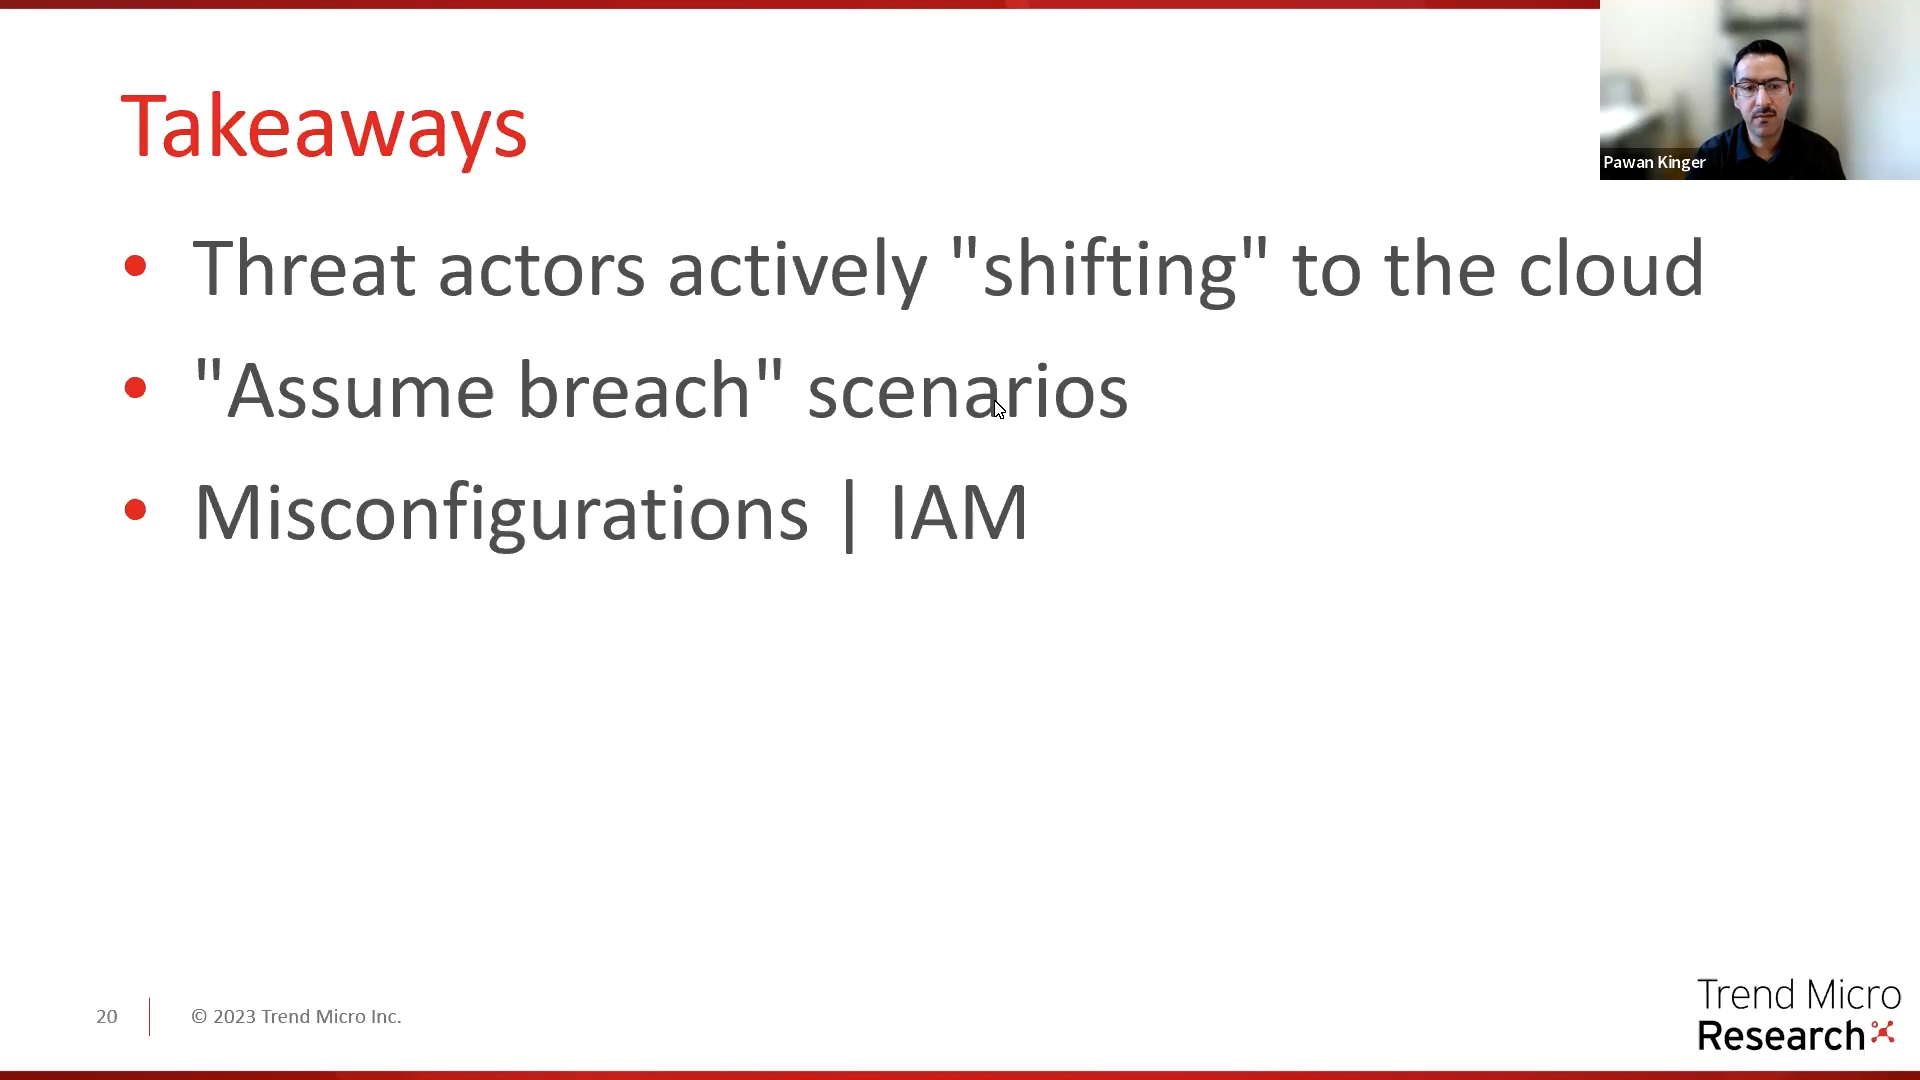 Takeaways
Pawan Kinger
• Threat actors actively "shifting" to the cloud
• "Assume breach" scenarios
• Misconfigurations | IAM
20
© 2023 Trend Micro Inc.
Trend Micro
Research